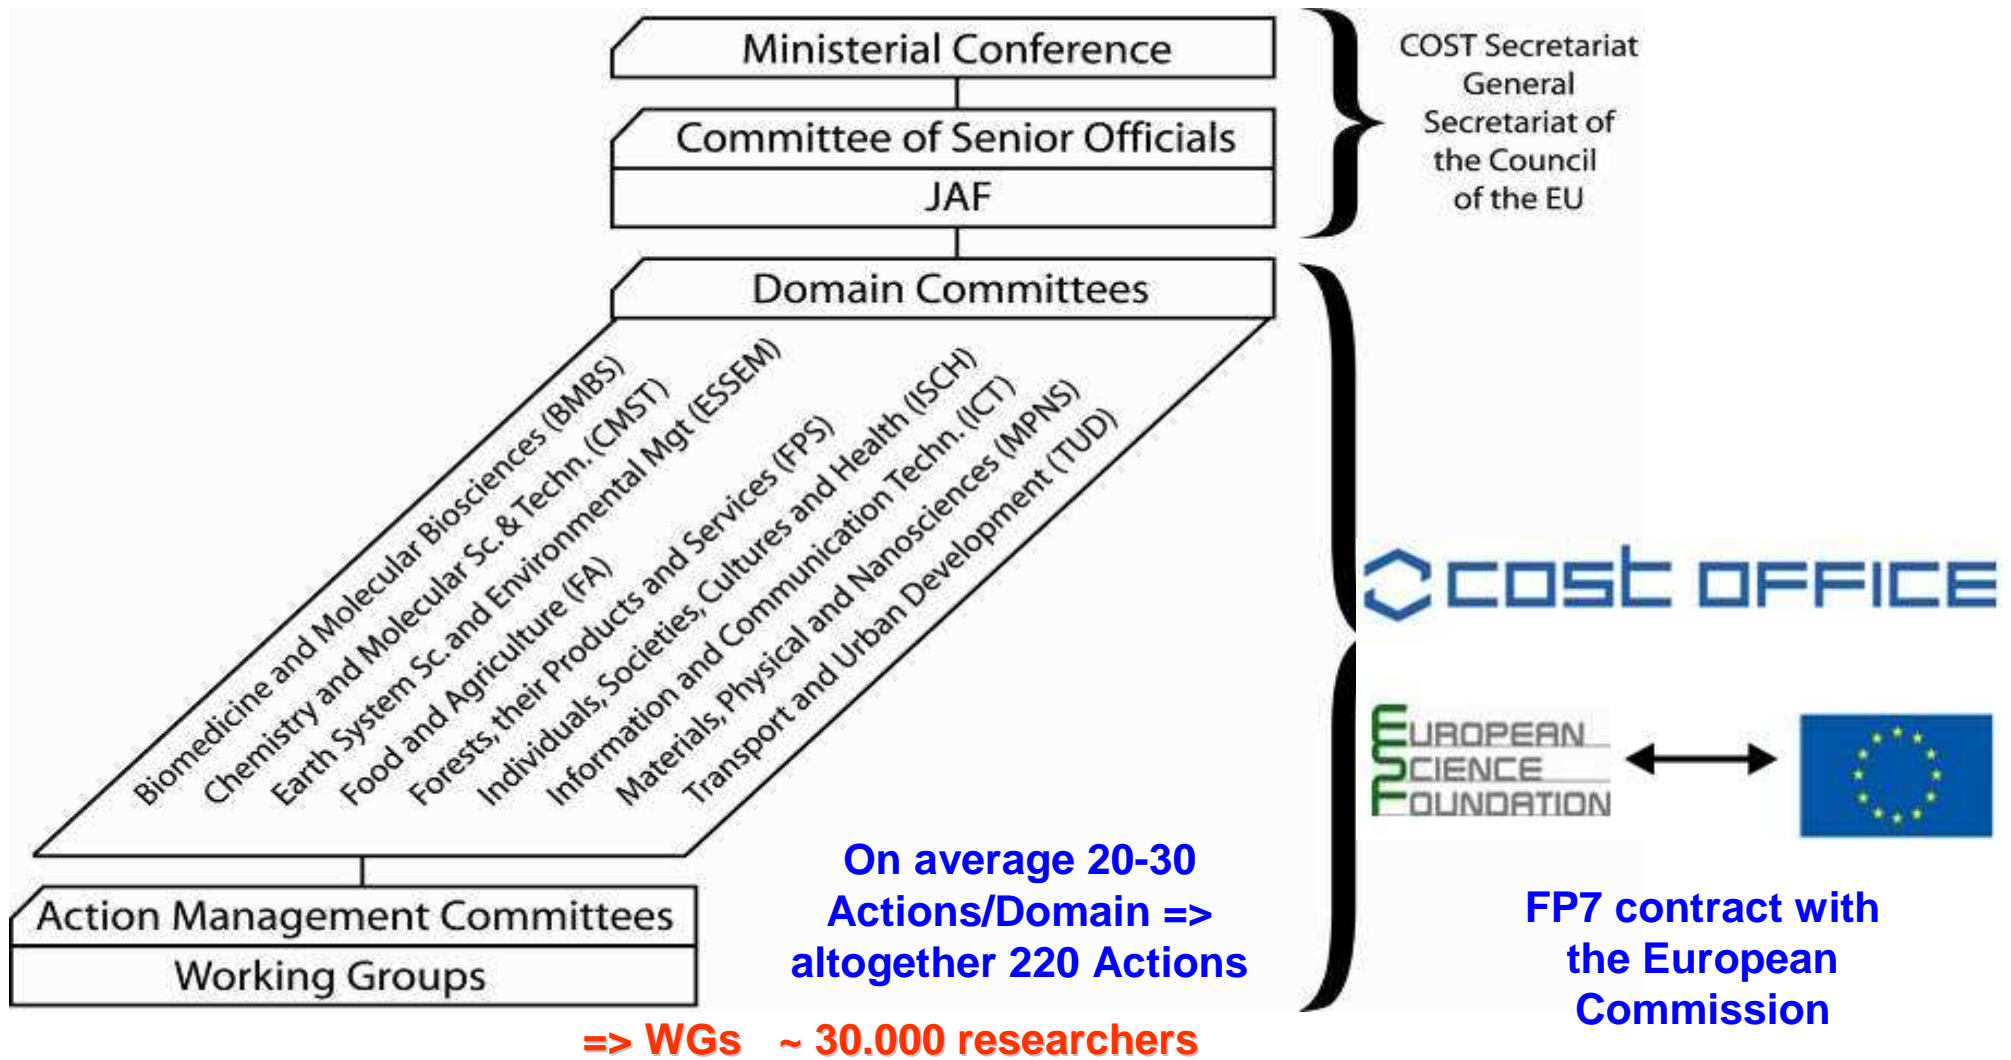 Ministerial Conference
Committee of Senior Officials
JAF
COST Secretariat
General
Secretariat of
the Council
of the EU
Domain Committees
Biomedicine and Molecular Biosciences (BMBS)
Chemistry and Molecular Sc. & Techn. (CMST)
Earth System Sc. and Environmental Mgt (ESSEM)
Food and Agriculture (FA)
Forests, their Products and Services (FPS)
Individuals, Societies, Cultures and Health (ISCH)
Information and Communication Techn. (ICT)
Materials, Physical and Nanosciences (MPNS)
Transport and Urban Development (TUD)
COST OFFICE
EUROPEAN
SCIENCE
FOUNDATION
Action Management Committees
Working Groups
On average 20-30
Actions/Domain =>
altogether 220 Actions
FP7 contract with
the European
Commission
=> WGs ~ 30.000 researchers